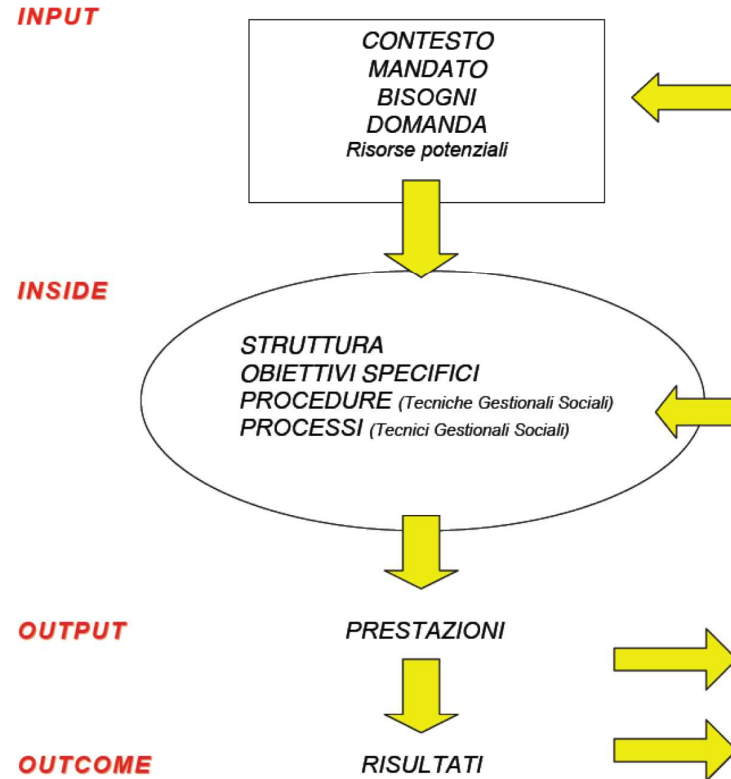 INPUT
CONTESTO
MANDATO
BISOGNI
DOMANDA
Risorse potenziali
INSIDE
STRUTTURA
OBIETTIVI SPECIFICI
PROCEDURE (Tecniche Gestionali Sociali)
PROCESSI (Tecnici Gestionali Sociali)
OUTPUT
PRESTAZIONI
OUTCOME
RISULTATI